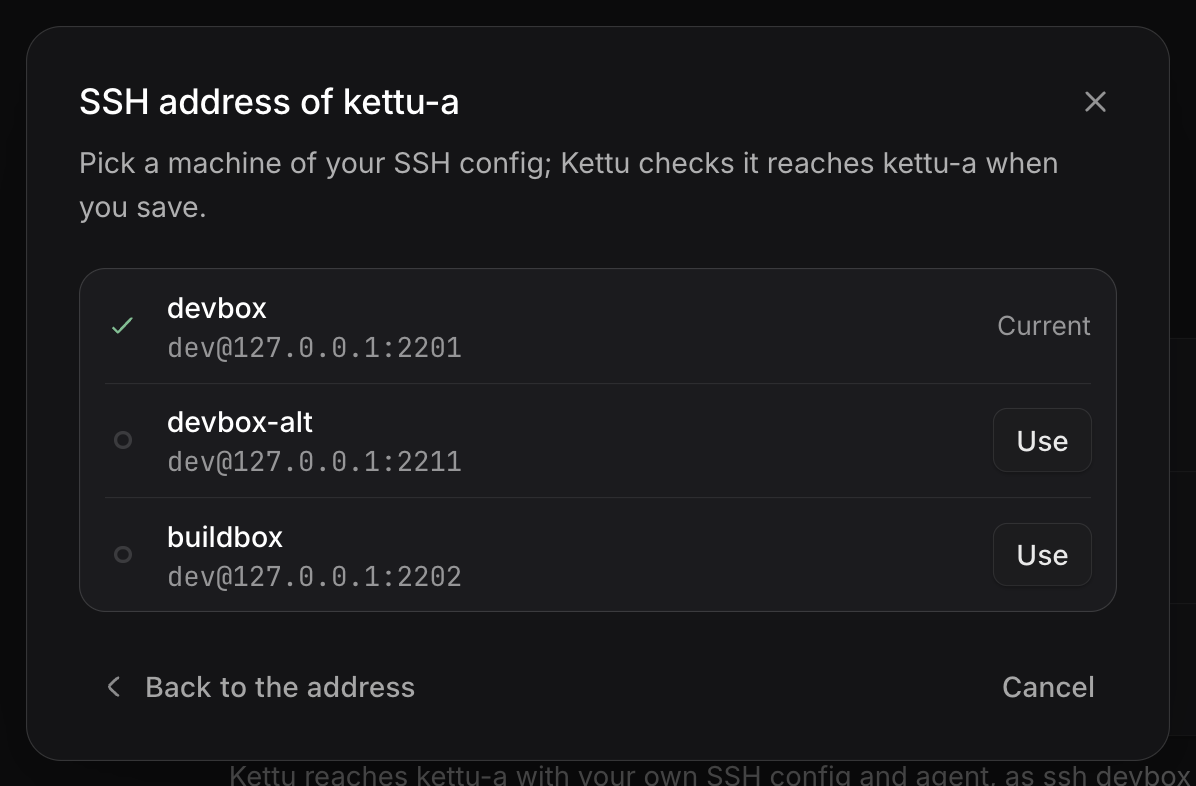 SSH address of kettu-a
Pick a machine of your SSH config; Kettu checks it reaches kettu-a when
you save.
devbox
dev@127.0.0.1:2201
Current
devbox-alt
dev@127.0.0.1:2211
Use
buildbox
dev@127.0.0.1:2202
Use
Back to the address
Cancel
Kettu reaches kettu-a with your own SSH config and agent, as ssh devbox